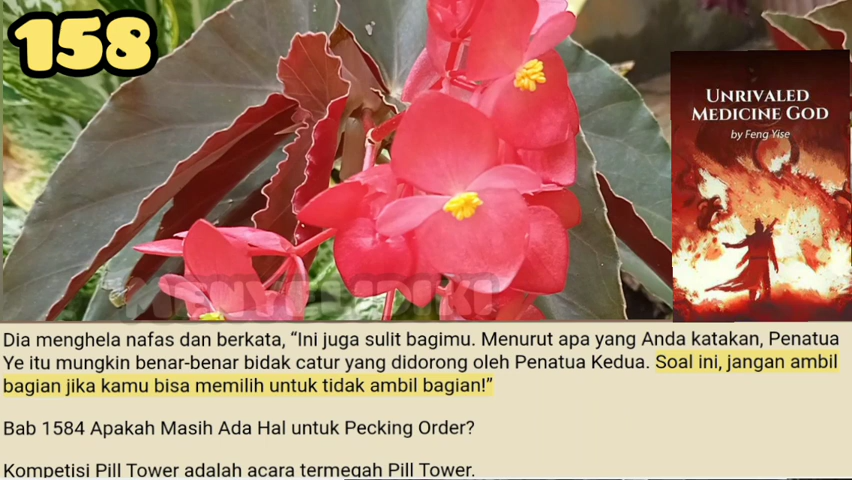 158
UNRIVALED
MEDICINE GOD
by Feng Yise
Dia menghela nafas dan berkata, “Ini juga sulit bagimu. Menurut apa yang Anda katakan, Penatua
Ye itu mungkin benar-benar bidak catur yang didorong oleh Penatua Kedua. Soal ini, jangan ambil
bagian jika kamu bisa memilih untuk tidak ambil bagian!”
Bab 1584 Apakah Masih Ada Hal untuk Pecking Order?
Kompetisi Pill Tower adalah acara termegah Pill Tower.